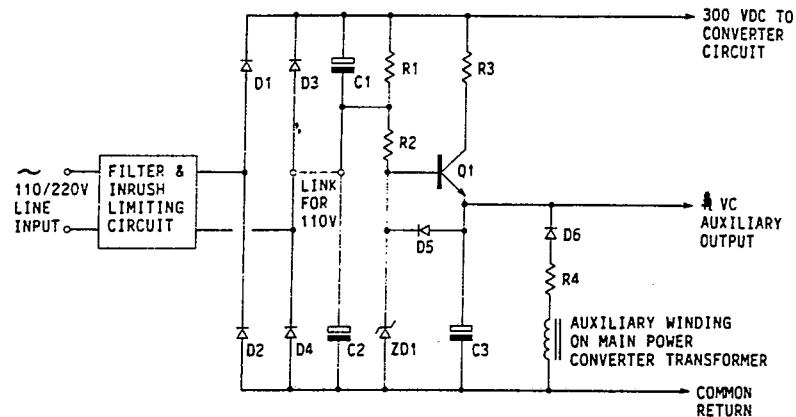 300 VDC TO
CONVERTER
CIRCUIT
D1
D3
C1
R1
R3
R2
Q1
~
110/220V
LINE
INPUT
FILTER &
INRUSH
LIMITING
CIRCUIT
LINK
FOR
110V
VC
AUXILIARY
OUTPUT
D5
D6
R4
D2
D4
C2
ZD1
C3
AUXILIARY WINDING
ON MAIN POWER
CONVERTER TRANSFORMER
COMMON
RETURN